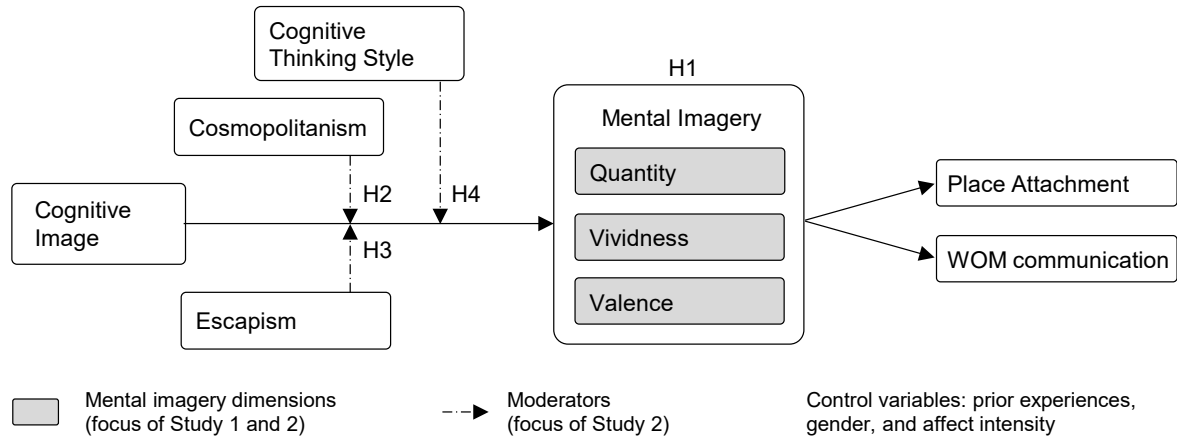 Cognitive
Thinking Style
H1
Mental Imagery
Cosmopolitanism
Quantity
Place Attachment
H2
H4
Cognitive
Image
Vividness
H3
WOM communication
Valence
Escapism
Mental imagery dimensions
(focus of Study 1 and 2)
Moderators
(focus of Study 2)
Control variables: prior experiences,
gender, and affect intensity